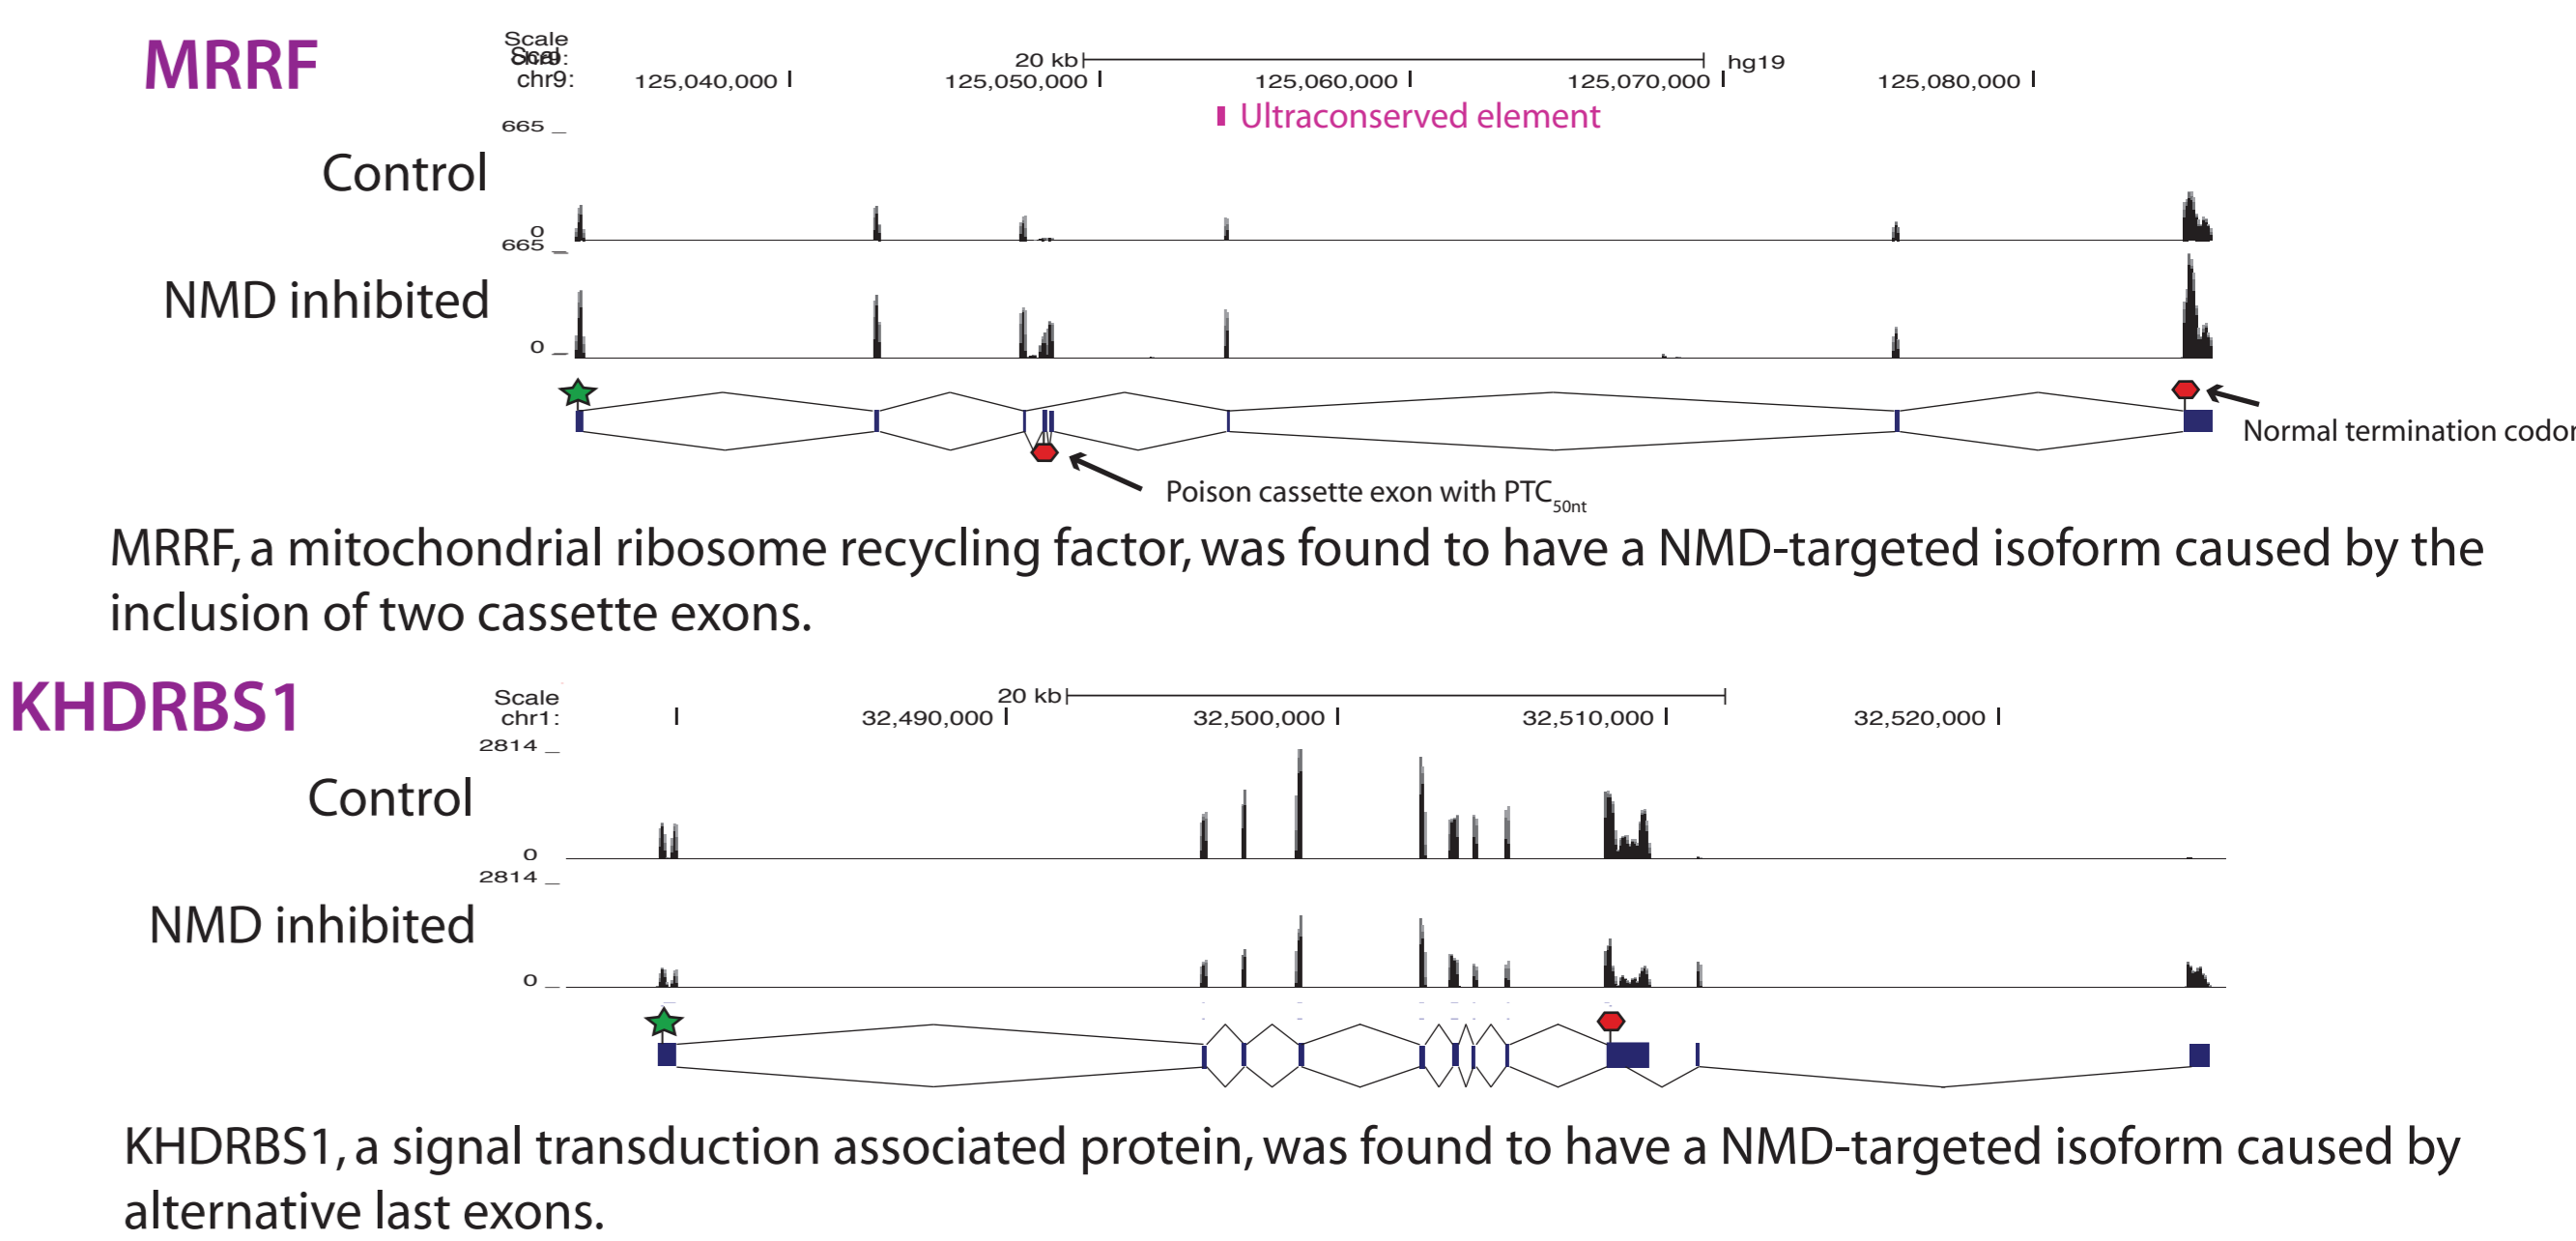 MRRF
Scale
chr9:
Scale
chr9:
20 kb
hg19
125,040,000
125,050,000
125,060,000
125,070,000
125,080,000
Ultraconserved element
665
Control
0
665
NMD inhibited
0
Normal termination codon
Poison cassette exon with PTC50nt
MRRF, a mitochondrial ribosome recycling factor, was found to have a NMD-targeted isoform caused by the
inclusion of two cassette exons.
KHDRBS1
Scale
20 kb
chr1:
32,490,000
32,500,000
32,510,000
32,520,000
2814
Control
0
2814
NMD inhibited
0
KHDRBS1, a signal transduction associated protein, was found to have a NMD-targeted isoform caused by
alternative last exons.